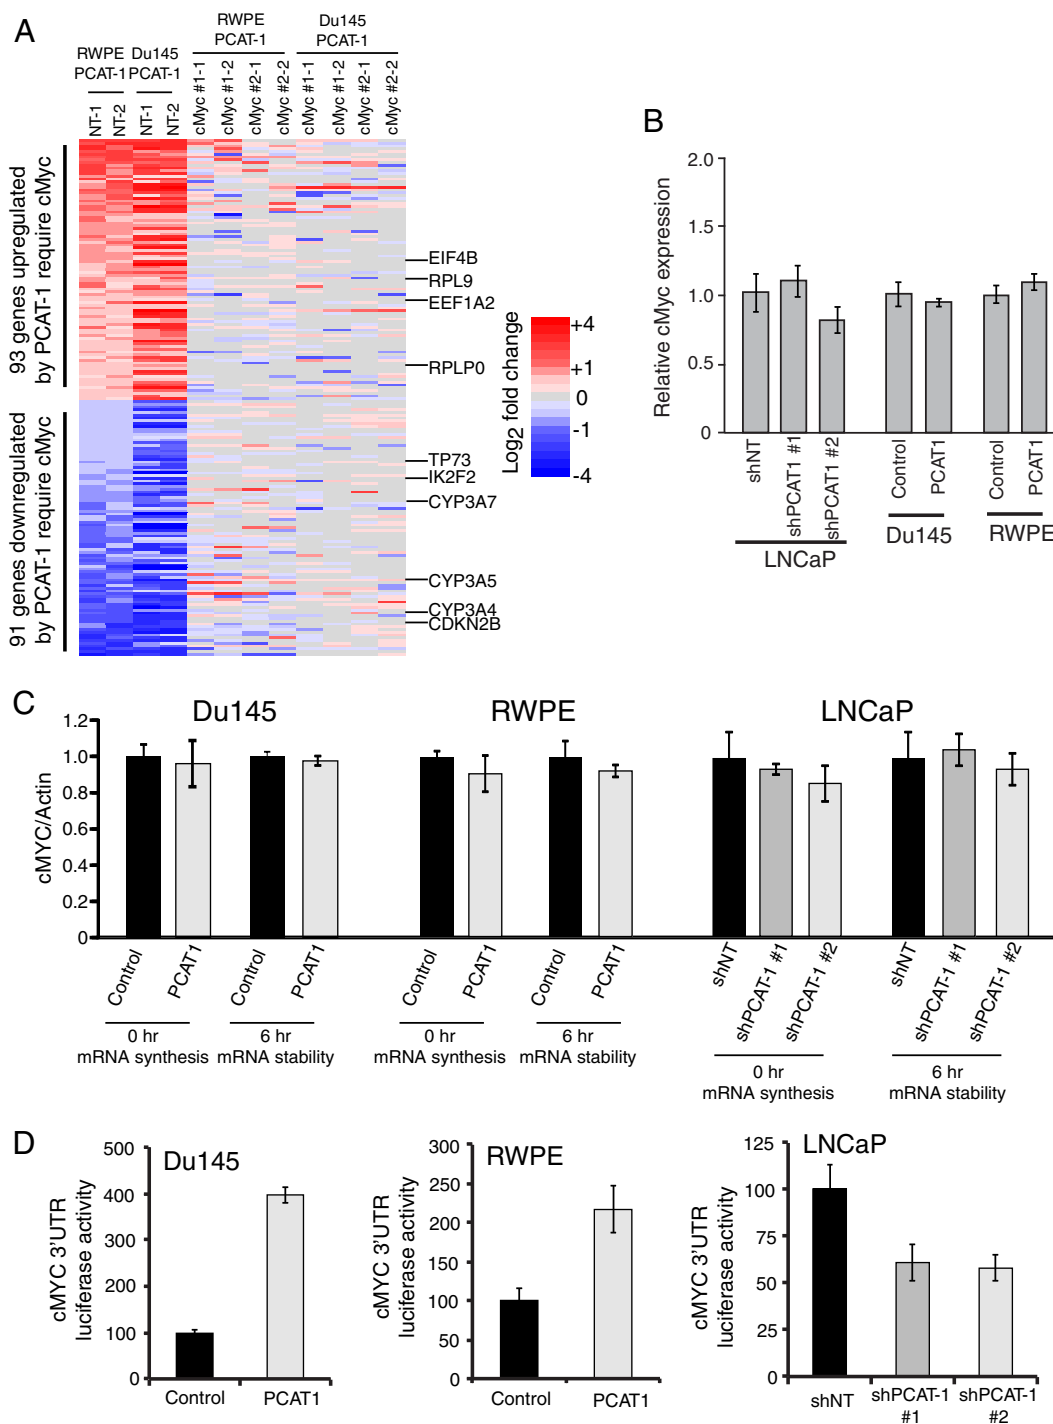 A
RWPE
PCAT-1
Du145
PCAT-1
RWPE
PCAT-1
Du145
PCAT-1
NT-1
NT-2
NT-1
NT-2
cMyc #1-1
cMyc #1-2
cMyc #2-1
cMyc #2-2
cMyc #1-1
cMyc #1-2
cMyc #2-1
cMyc #2-2
93 genes upregulated
by PCAT-1 require cMyc
91 genes downregulated
by PCAT-1 require cMyc
EIF4B
RPL9
EEF1A2
RPLP0
TP73
IK2F2
CYP3A7
CYP3A5
CYP3A4
CDKN2B
Log2 fold change
+4
+1
0
-1
-4
B
Relative cMyc expression
2.0
1.5
1.0
0.5
0
shNT
shPCAT1 #1
shPCAT1 #2
Control
PCAT1
Control
PCAT1
LNCaP
Du145
RWPE
C
Du145
RWPE
LNCaP
cMYC/Actin
1.2
1.0
0.8
0.6
0.4
0.2
0
Control
PCAT1
Control
PCAT1
Control
PCAT1
Control
PCAT1
shNT
shPCAT-1 #1
shPCAT-1 #2
shNT
shPCAT-1 #1
shPCAT-1 #2
0 hr
mRNA synthesis
6 hr
mRNA stability
0 hr
mRNA synthesis
6 hr
mRNA stability
0 hr
mRNA synthesis
6 hr
mRNA stability
D
Du145
cMYC 3'UTR
luciferase activity
500
400
300
200
100
0
Control
PCAT1
RWPE
cMYC 3'UTR
luciferase activity
300
250
200
150
100
50
0
Control
PCAT1
LNCaP
cMYC 3'UTR
luciferase activity
125
100
75
50
25
0
shNT
shPCAT-1
#1
shPCAT-1
#2